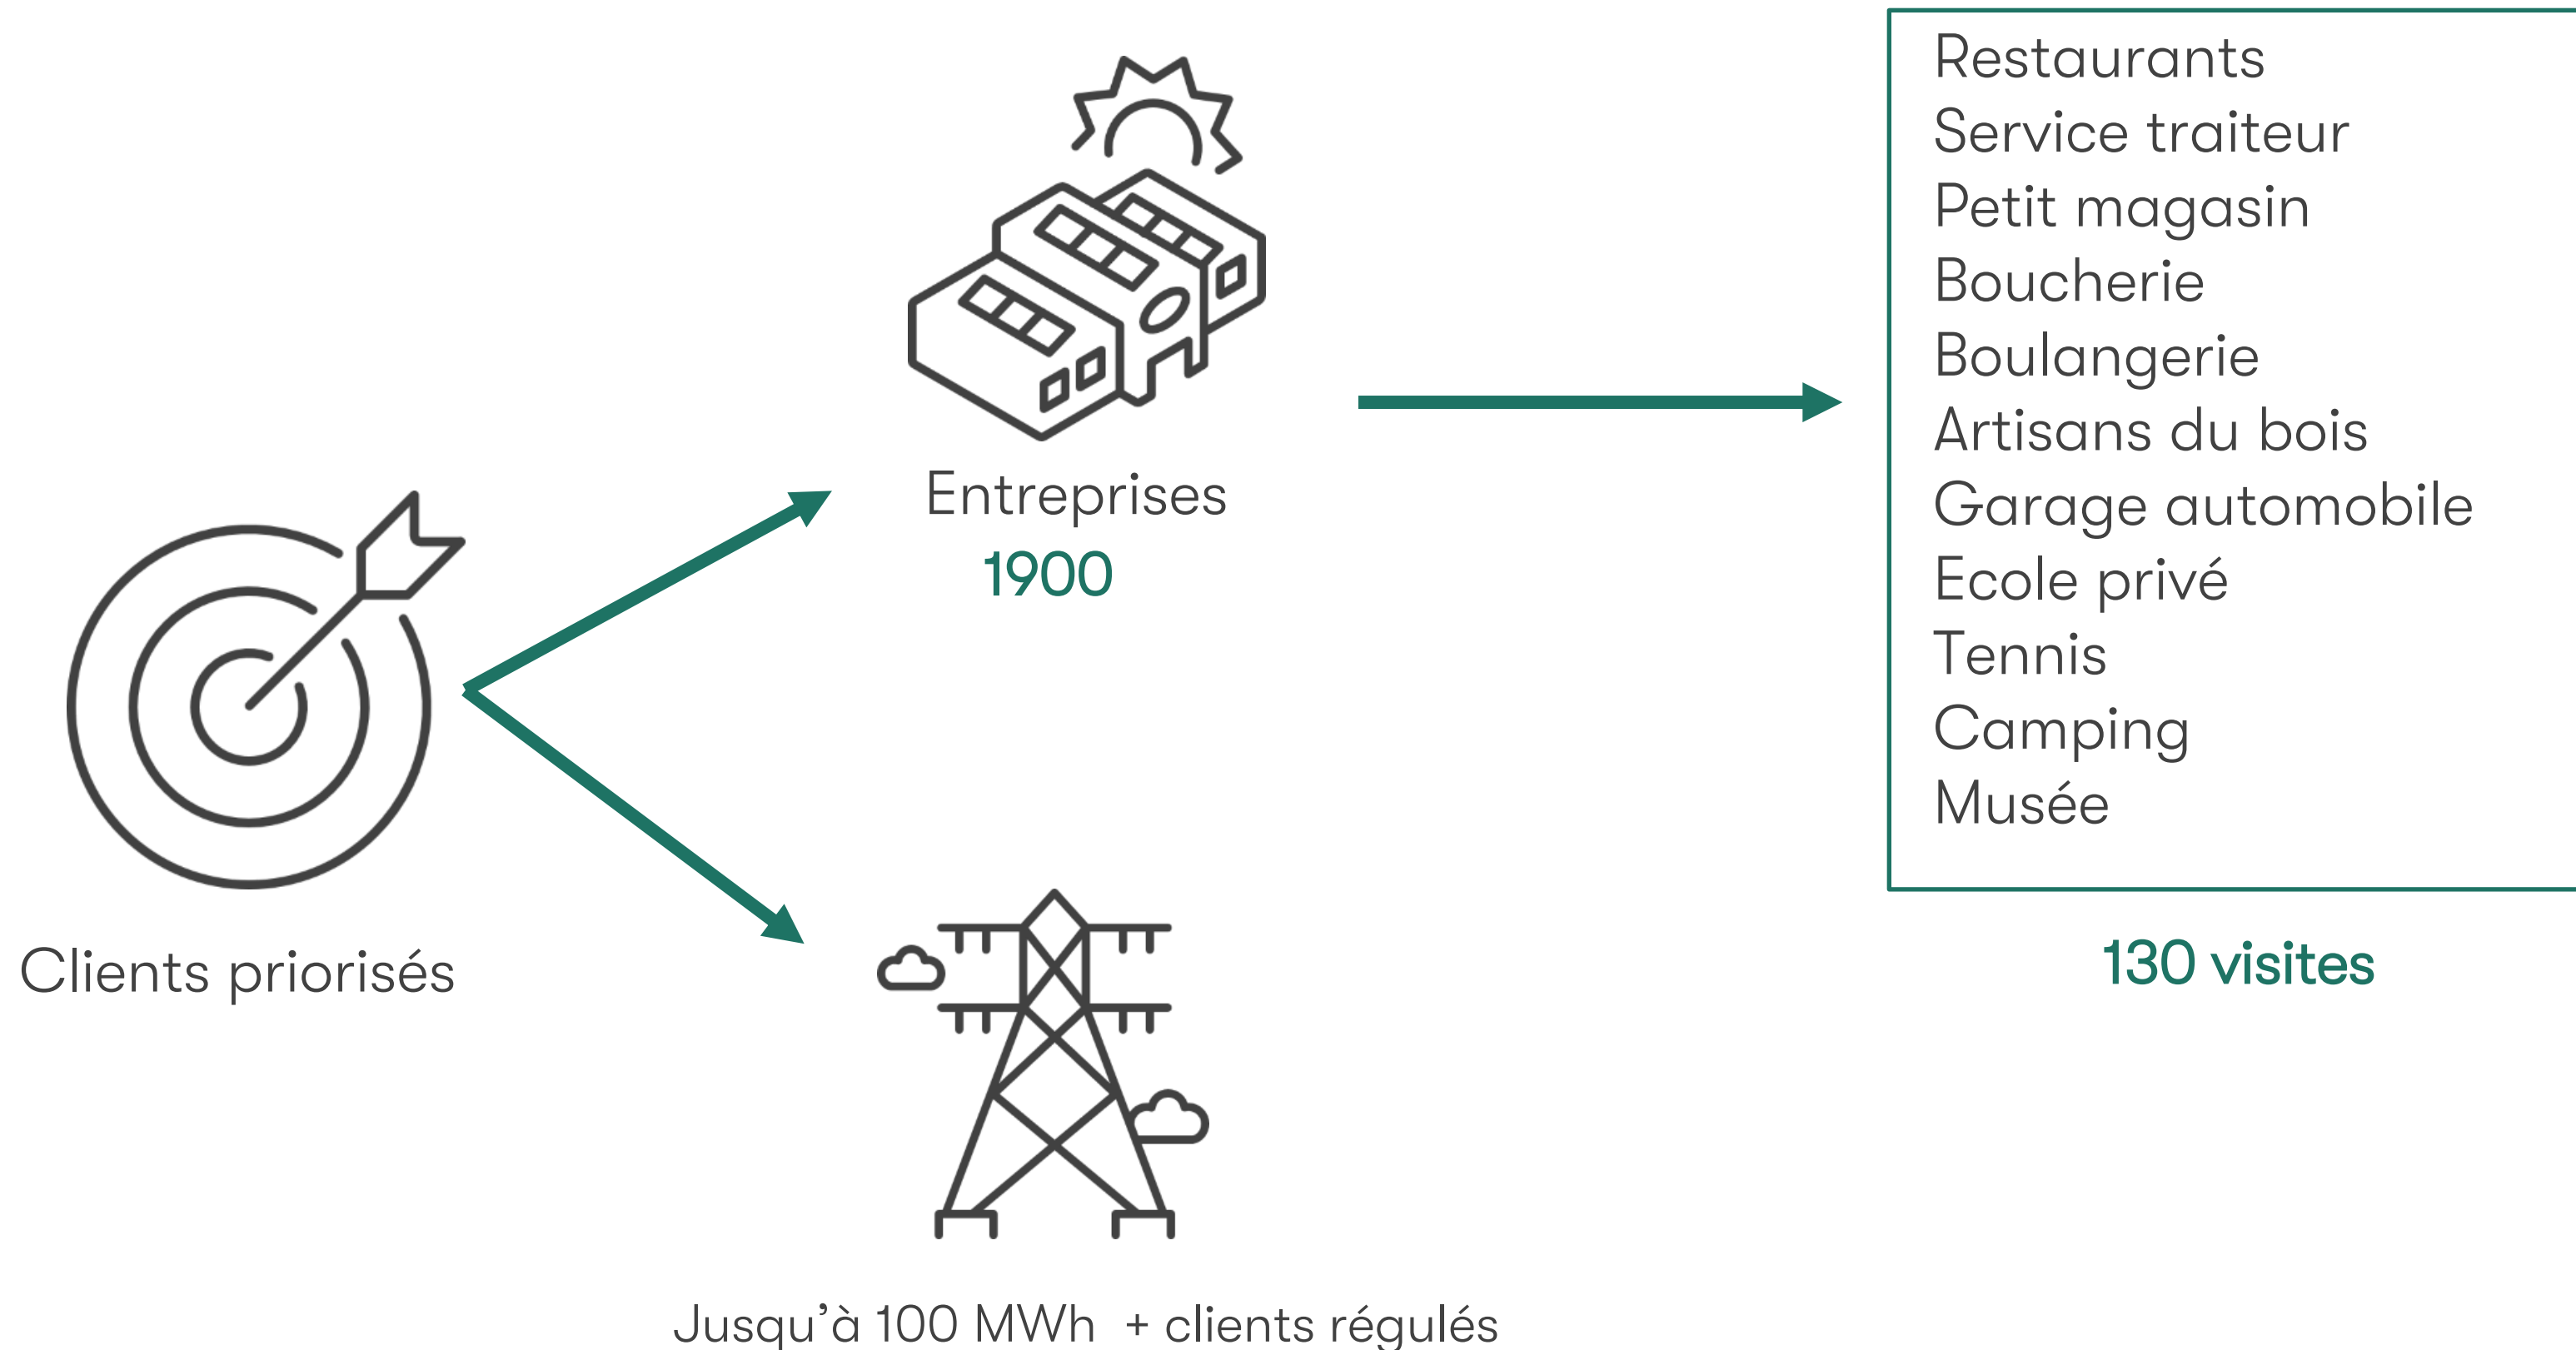 Clients priorisés
Entreprises
1900
Jusqu'à 100 MWh  + clients régulés
Restaurants
Service traiteur
Petit magasin
Boucherie
Boulangerie
Artisans du bois
Garage automobile
Ecole privé
Tennis
Camping
Musée
130 visites